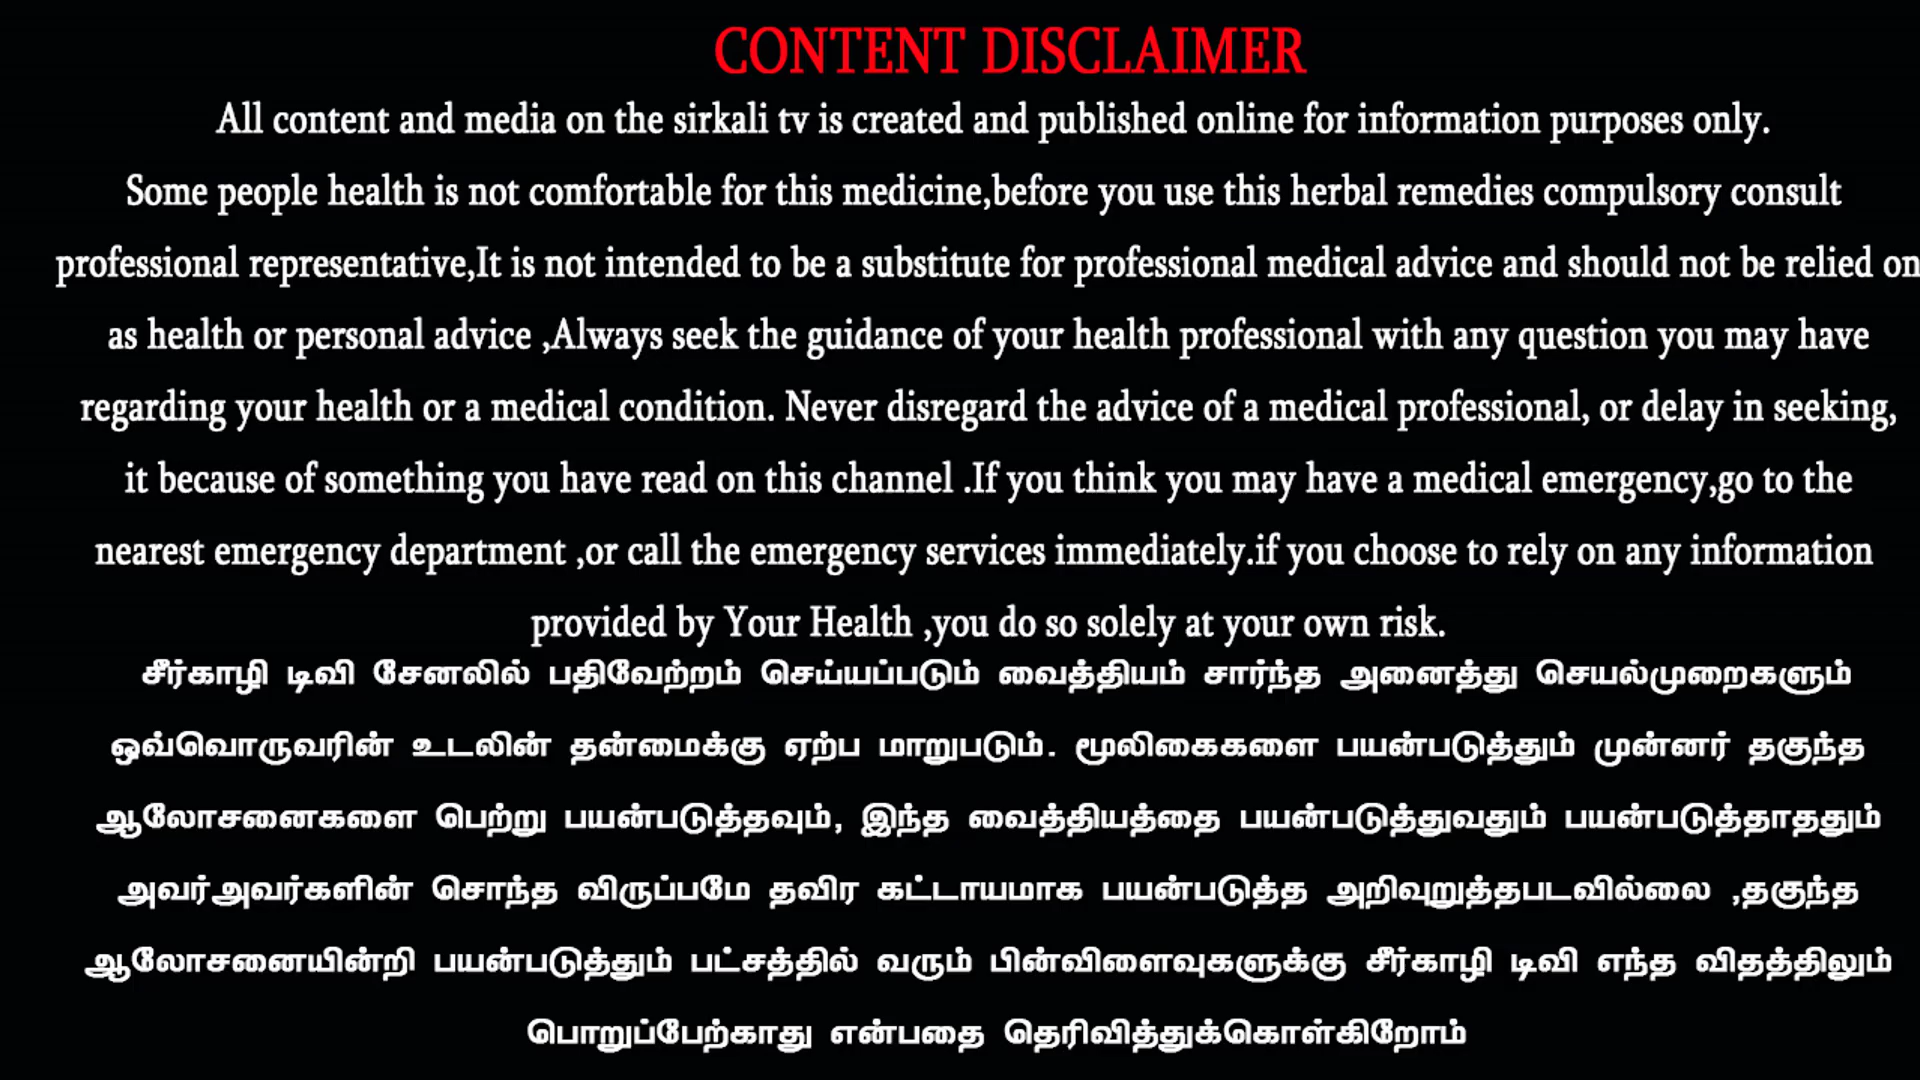 CONTENT DISCLAIMER
All content and media on the sirkali tv is created and published online for information purposes only.
Some people health is not comfortable for this medicine,before you use this herbal remedies compulsory consult
professional representative,It is not intended to be a substitute for professional medical advice and should not be relied on
as health or personal advice ,Always seek the guidance of your health professional with any question you may have
regarding your health or a medical condition. Never disregard the advice of a medical professional, or delay in seeking,
it because of something you have read on this channel .If you think you may have a medical emergency,go to the
nearest emergency department ,or call the emergency services immediately.if you choose to rely on any information
provided by Your Health ,you do so solely at your own risk.
சீர்காழி டிவி சேனலில் பதிவேற்றம் செய்யப்படும் வைத்தியம் சார்ந்த அனைத்து செயல்முறைகளும்
ஒவ்வொருவரின் உடலின் தன்மைக்கு ஏற்ப மாறுபடும். மூலிகைகளை பயன்படுத்தும் முன்னர் தகுந்த
ஆலோசனைகளை பெற்று பயன்படுத்தவும், இந்த வைத்தியத்தை பயன்படுத்துவதும் பயன்படுத்தாததும்
அவர்அவர்களின் சொந்த விருப்பமே தவிர கட்டாயமாக பயன்படுத்த அறிவுறுத்தபடவில்லை ,தகுந்த
ஆலோசனையின்றி பயன்படுத்தும் பட்சத்தில் வரும் பின்விளைவுகளுக்கு சீர்காழி டிவி எந்த விதத்திலும்
பொறுப்பேற்காது என்பதை தெரிவித்துக்கொள்கிறோம்